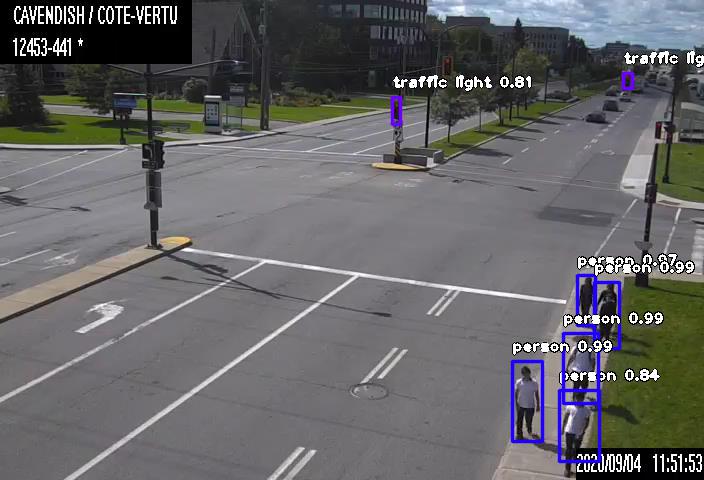 CAVENDISH / COTE-VERTU
12453-441 *
traffic lig
traffic light 0.81
person 0.97
person 0.99
person 0.99
person 0.99
person 0.84
2020/09/04 11:51:53